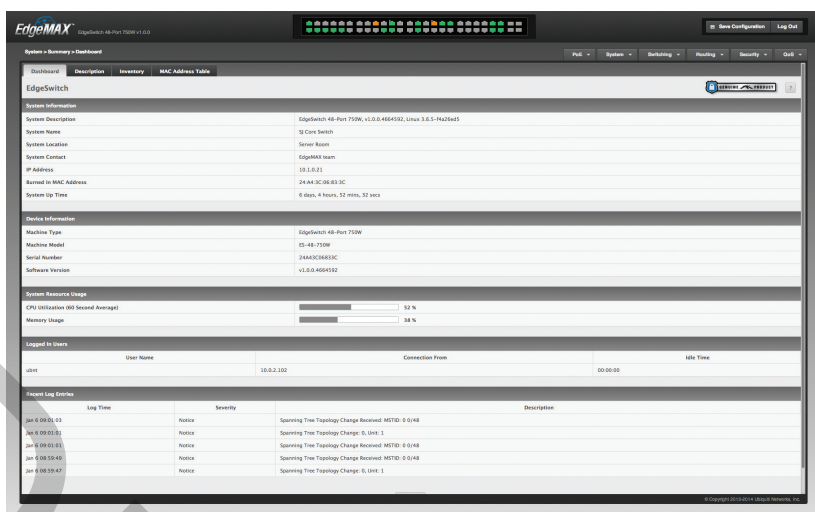 EdgeMAX EdgeSwitch 48-Port 750W v1.0.0
Save Configuration Log Out
System > Summary > Dashboard
PoE System Switching Routing Security QoS
Dashboard Description Inventory MAC Address Table
EdgeSwitch
GENUINE PRODUCT ?
System Information
System Description EdgeSwitch 48-Port 750W, v1.0.0.4664592, Linux 3.6.5-f4a26ed5
System Name SJ Core Switch
System Location Server Room
System Contact EdgeMAX team
IP Address 10.1.0.21
Burned In MAC Address 24:A4:3C:06:83:3C
System Up Time 6 days, 4 hours, 52 mins, 32 secs
Device Information
Machine Type EdgeSwitch 48-Port 750W
Machine Model ES-48-750W
Serial Number 24A43C06833C
Software Version v1.0.0.4664592
System Resource Usage
CPU Utilization (60 Second Average) 52 %
Memory Usage 38 %
Logged In Users
User Name Connection From Idle Time
ubnt 10.0.2.102 00:00:00
Recent Log Entries
Log Time Severity Description
Jan 6 09:01:03 Notice Spanning Tree Topology Change Received: MSTID: 0 0/48
Jan 6 09:01:01 Notice Spanning Tree Topology Change: 0, Unit: 1
Jan 6 09:01:01 Notice Spanning Tree Topology Change Received: MSTID: 0 0/48
Jan 6 08:59:49 Notice Spanning Tree Topology Change Received: MSTID: 0 0/48
Jan 6 08:59:47 Notice Spanning Tree Topology Change: 0, Unit: 1
© Copyright 2013-2014 Ubiquiti Networks, Inc.